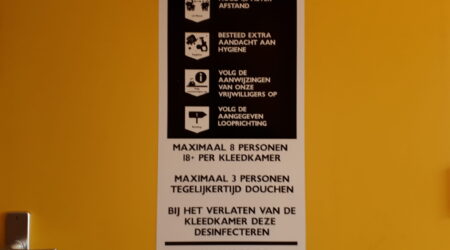 AFSTAND
BESTEED EXTRA
AANDACHT AAN
HYGIENE
VOLG DE
AANWIJZINGEN
VAN ONZE
VRIJWILLIGERS OP
VOLG DE
AANGEGEVEN
LOOPRICHTING
MAXIMAAL 8 PERSONEN
18+ PER KLEEDKAMER
MAXIMAAL 3 PERSONEN
TEGELIJKERTIJD DOUCHEN
BIJ HET VERLATEN VAN DE
KLEEDKAMER DEZE
DESINFECTEREN